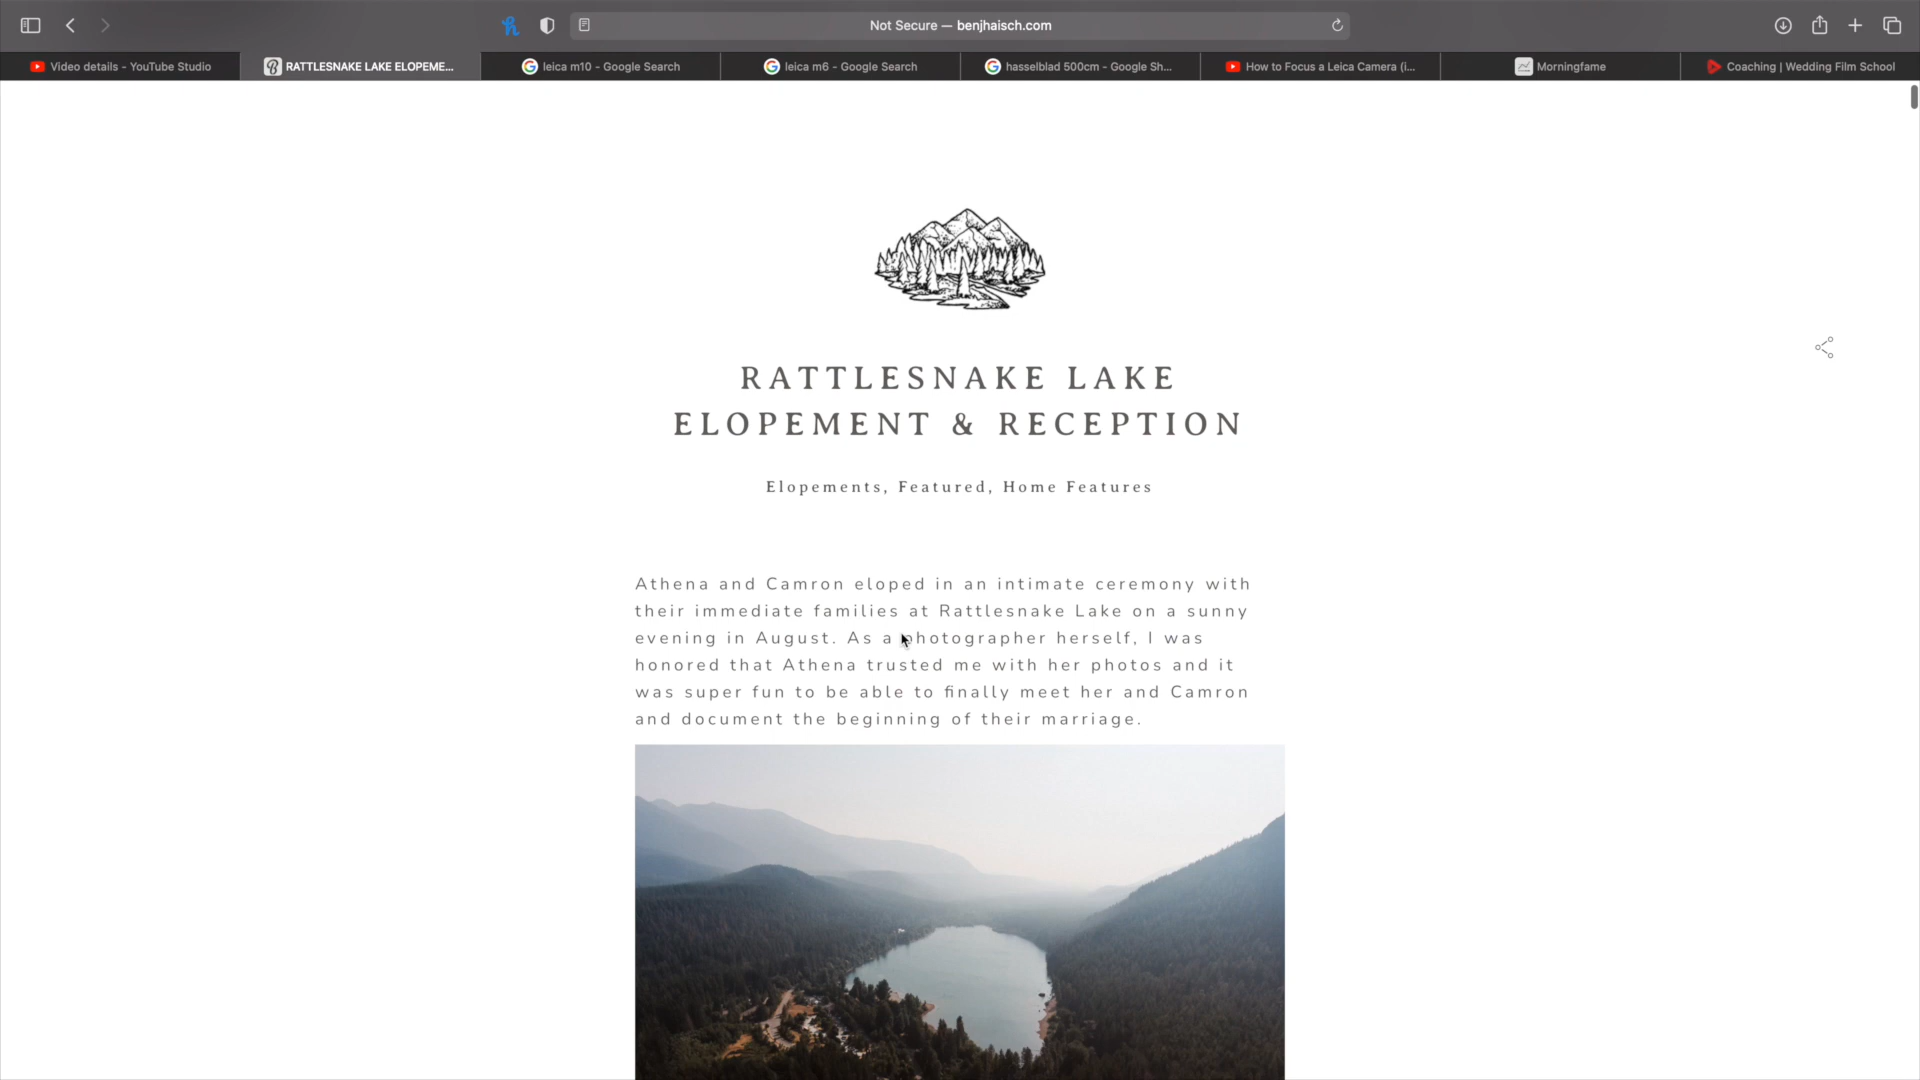 Not Secure — benjhaisch.com
Video details - YouTube Studio
RATTLESNAKE LAKE ELOPEME...
leica m10 - Google Search
leica m6 - Google Search
hasselblad 500cm - Google Sh...
How to Focus a Leica Camera (i...
Morningfame
Coaching | Wedding Film School
RATTLESNAKE LAKE
ELOPEMENT & RECEPTION
Elopements, Featured, Home Features
Athena and Camron eloped in an intimate ceremony with
their immediate families at Rattlesnake Lake on a sunny
evening in August. As a photographer herself, I was
honored that Athena trusted me with her photos and it
was super fun to be able to finally meet her and Camron
and document the beginning of their marriage.